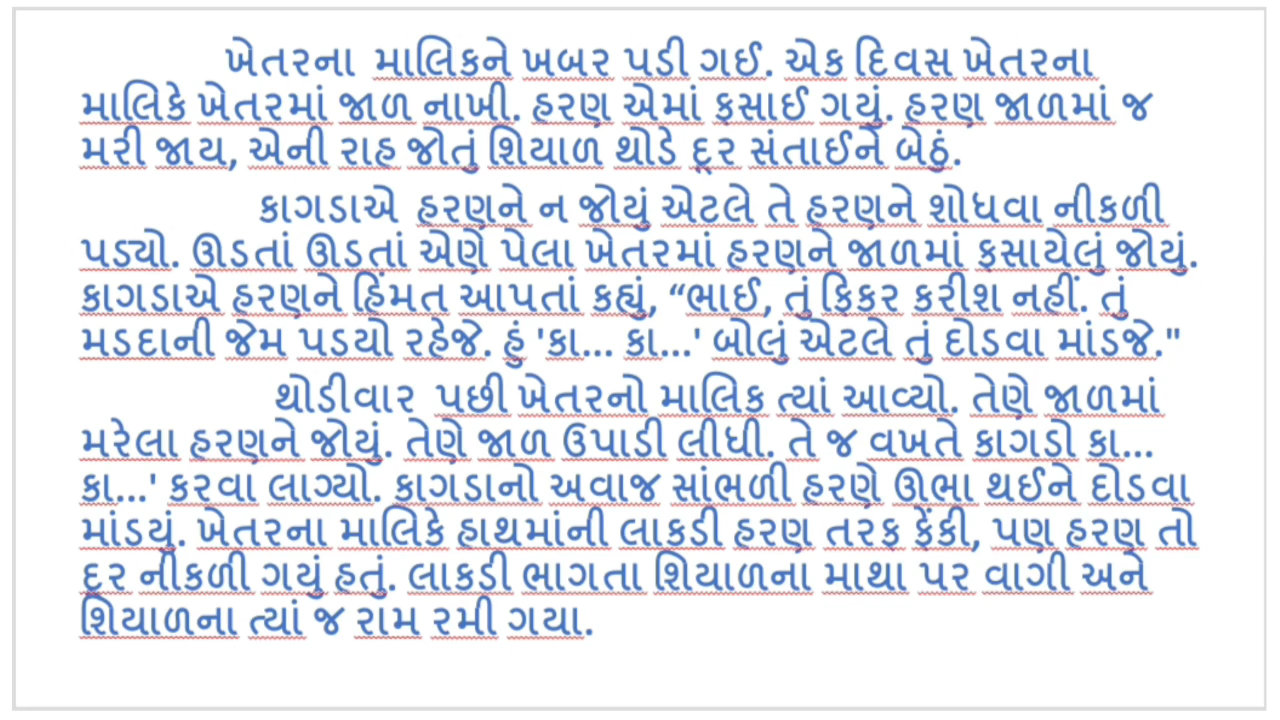 ખેતરના માલિકને ખબર પડી ગઈ. એક દિવસ ખેતરના
માલિકે ખેતરમાં જાળ નાખી. હરણ એમાં ફસાઈ ગયું. હરણ જાળમાં જ
મરી જાય, એની રાહ જોતું શિયાળ થોડે દૂર સંતાઈને બેઠું.
કાગડાએ હરણને ન જોયું એટલે તે હરણને શોધવા નીકળી
પડ્યો. ઊડતાં ઊડતાં એણે પેલા ખેતરમાં હરણને જાળમાં ફસાયેલું જોયું.
કાગડાએ હરણને હિંમત આપતાં કહ્યું, “ભાઈ, તું ફિકર કરીશ નહીં. તું
મડદાની જેમ પડયો રહેજે. હું 'કા... કા...' બોલું એટલે તું દોડવા માંડજે."
થોડીવાર પછી ખેતરનો માલિક ત્યાં આવ્યો. તેણે જાળમાં
મરેલા હરણને જોયું. તેણે જાળ ઉપાડી લીધી. તે જ વખતે કાગડો કા...
કા...' કરવા લાગ્યો. કાગડાનો અવાજ સાંભળી હરણે ઊભા થઈને દોડવા
માંડયું. ખેતરના માલિકે હાથમાંની લાકડી હરણ તરફ ફેંકી, પણ હરણ તો
દૂર નીકળી ગયું હતું. લાકડી ભાગતા શિયાળના માથા પર વાગી અને
શિયાળના ત્યાં જ રામ રમી ગયા.